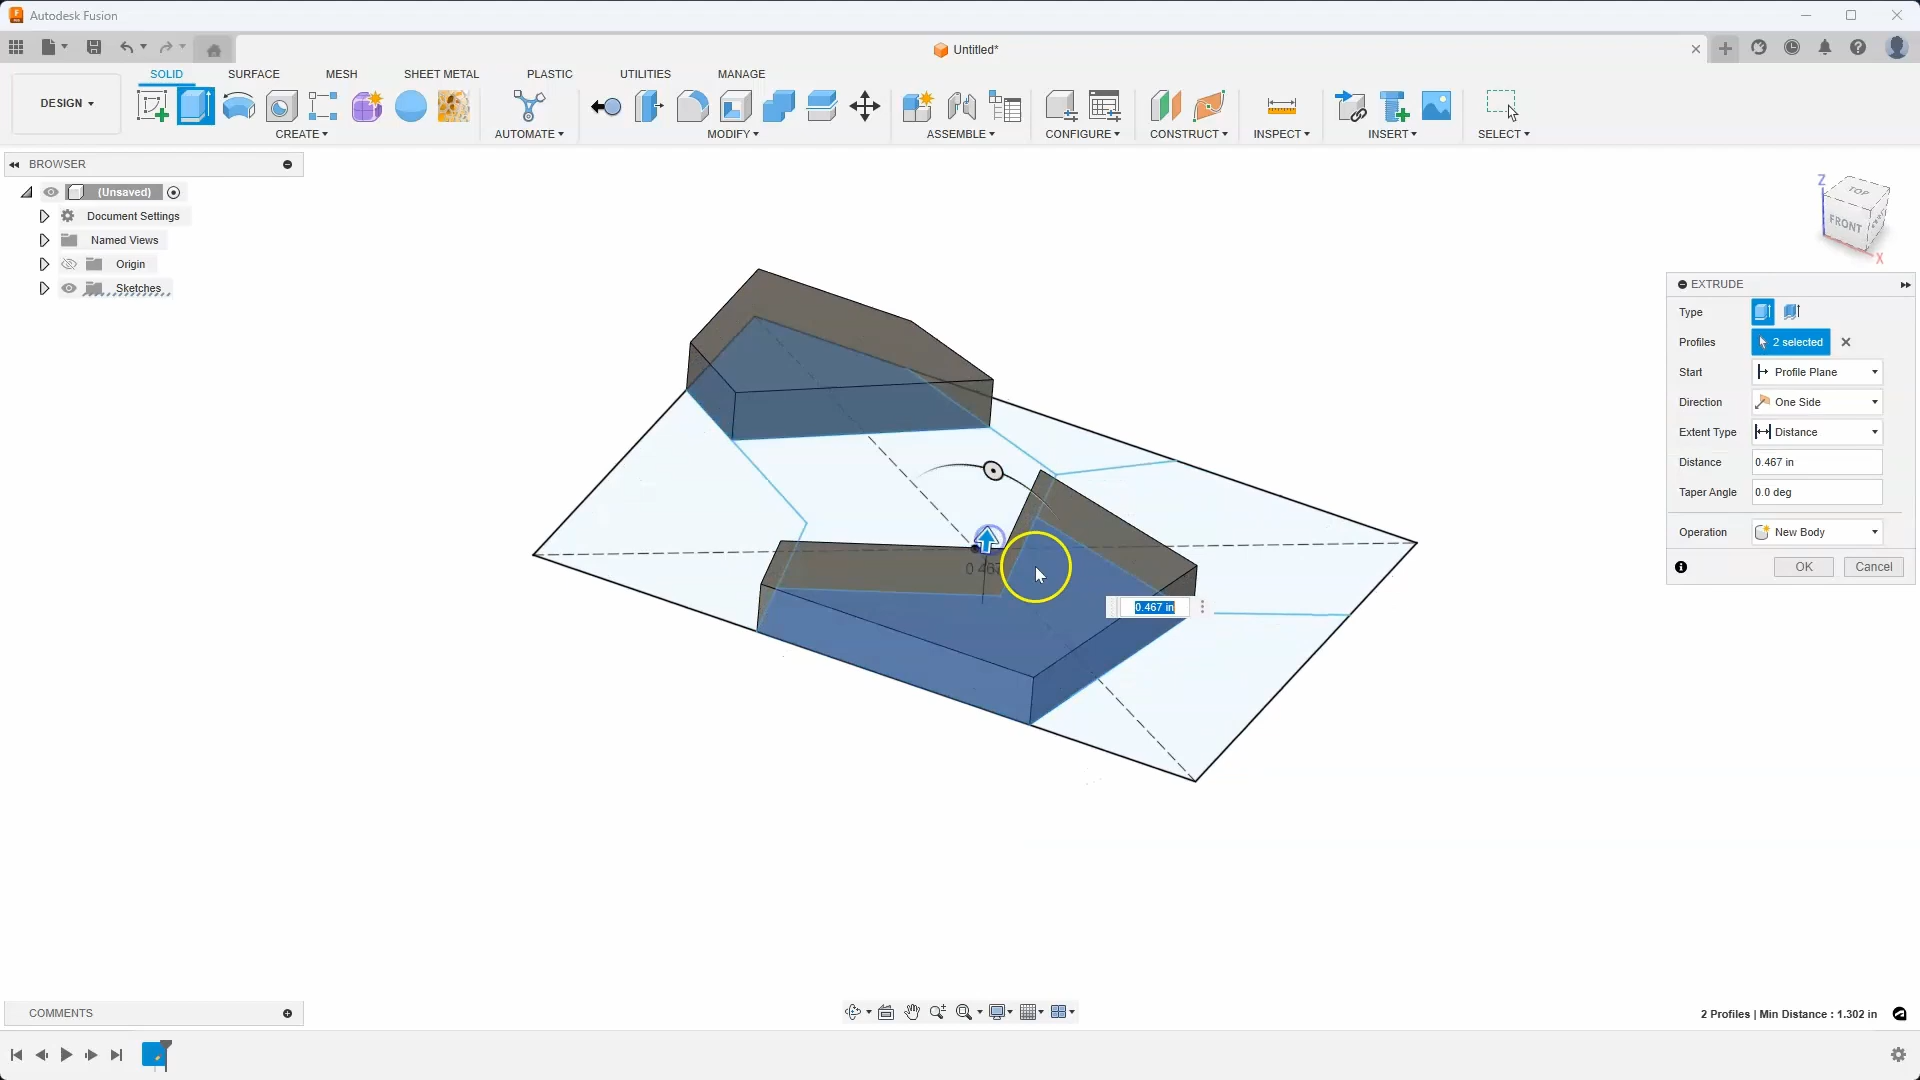 Autodesk Fusion
Untitled*
DESIGN
SOLID
SURFACE
MESH
SHEET METAL
PLASTIC
UTILITIES
MANAGE
CREATE
AUTOMATE
MODIFY
ASSEMBLE
CONFIGURE
CONSTRUCT
INSPECT
INSERT
SELECT
BROWSER
(Unsaved)
Document Settings
Named Views
Origin
Sketches
Z
TOP
FRONT
X
EXTRUDE
Type
Profiles 2 selected
Start Profile Plane
Direction One Side
Extent Type Distance
Distance 0.467 in
Taper Angle 0.0 deg
Operation New Body
OK Cancel
0.467
0.467 in
COMMENTS
2 Profiles | Min Distance : 1.302 in